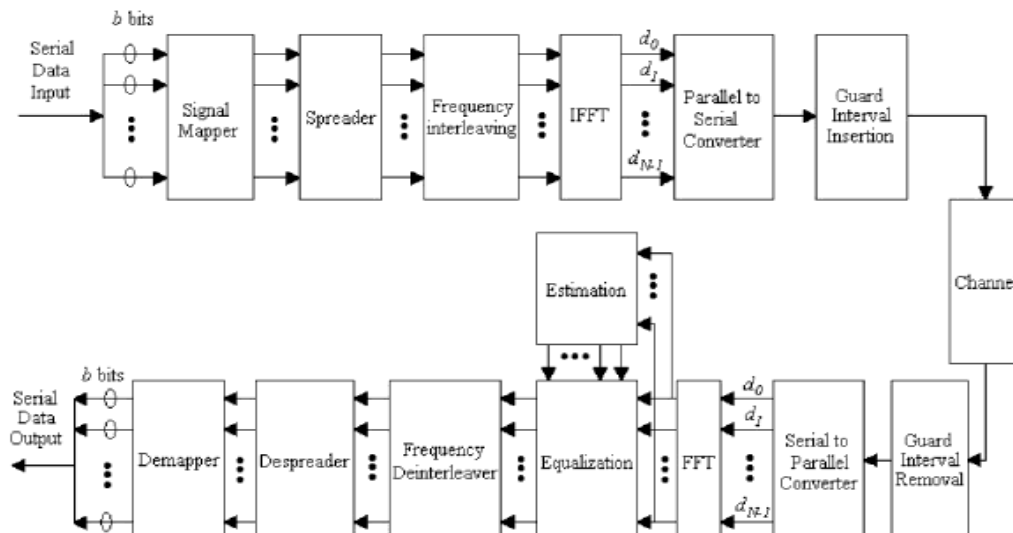 b bits
Serial
Data
Input
Signal
Mapper
Spreader
Frequency
interleaving
IFFT
d0
d1
dN-1
Parallel to
Serial
Converter
Guard
Interval
Insertion
Channel
Estimation
b bits
Serial
Data
Output
Demapper
Despreader
Frequency
Deinterleaver
Equalization
FFT
d0
d1
dN-1
Serial to
Parallel
Converter
Guard
Interval
Removal